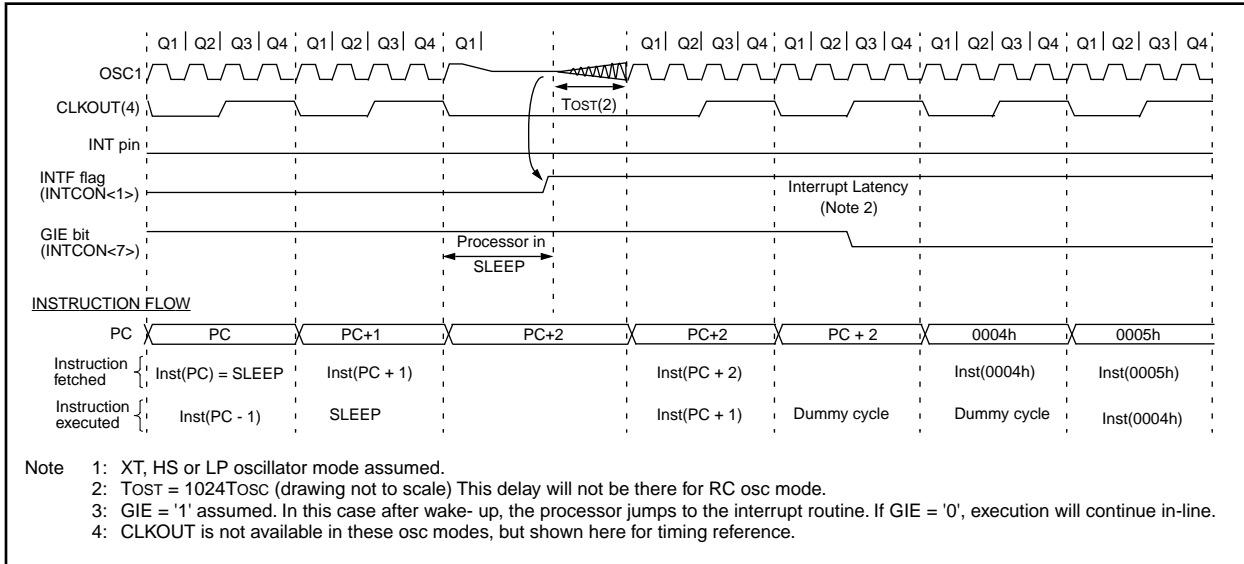 Q1 Q2 Q3 Q4 Q1 Q2 Q3 Q4 Q1 Q1 Q2 Q3 Q4 Q1 Q2 Q3 Q4 Q1 Q2 Q3 Q4 Q1 Q2 Q3 Q4
OSC1
TOST(2)
CLKOUT(4)
INT pin
INTF flag
(INTCON<1>)
Interrupt Latency
(Note 2)
GIE bit
(INTCON<7>)
Processor in
SLEEP
INSTRUCTION FLOW
PC PC PC+1 PC+2 PC+2 PC + 2 0004h 0005h
Instruction
fetched
Inst(PC) = SLEEP Inst(PC + 1) Inst(PC + 2) Inst(0004h) Inst(0005h)
Instruction
executed
Inst(PC - 1) SLEEP Inst(PC + 1) Dummy cycle Dummy cycle Inst(0004h)
Note 1: XT, HS or LP oscillator mode assumed.
2: TOST = 1024TOSC (drawing not to scale) This delay will not be there for RC osc mode.
3: GIE = '1' assumed. In this case after wake- up, the processor jumps to the interrupt routine. If GIE = '0', execution will continue in-line.
4: CLKOUT is not available in these osc modes, but shown here for timing reference.